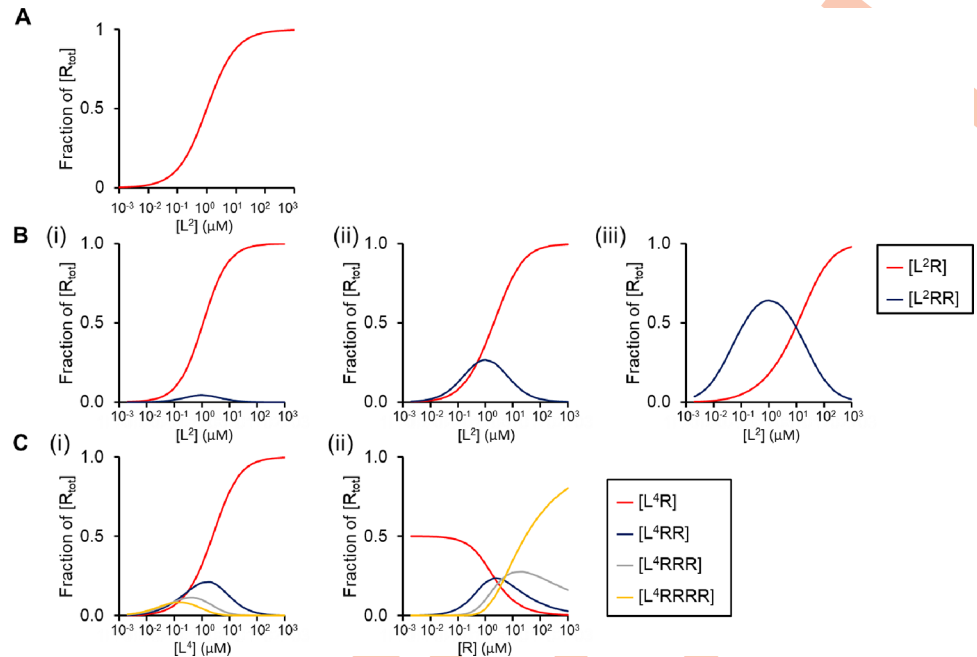 A
Fraction of [Rtot]
1
0.5
0
10⁻³ 10⁻² 10⁻¹ 10⁰ 10¹ 10² 10³
[L²] (μM)
B (i)
Fraction of [Rtot]
1.0
0.5
0.0
10⁻³ 10⁻² 10⁻¹ 10⁰ 10¹ 10² 10³
[L²] (μM)
(ii)
Fraction of [Rtot]
1.0
0.5
0.0
10⁻³ 10⁻² 10⁻¹ 10⁰ 10¹ 10² 10³
[L²] (μM)
(iii)
Fraction of [Rtot]
1.0
0.5
0.0
10⁻³ 10⁻² 10⁻¹ 10⁰ 10¹ 10² 10³
[L²] (μM)
[L²R]
[L²RR]
C (i)
Fraction of [Rtot]
1.0
0.5
0.0
10⁻³ 10⁻² 10⁻¹ 10⁰ 10¹ 10² 10³
[L⁴] (μM)
(ii)
Fraction of [Rtot]
1.0
0.5
0.0
10⁻³ 10⁻² 10⁻¹ 10⁰ 10¹ 10² 10³
[R] (μM)
[L⁴R]
[L⁴RR]
[L⁴RRR]
[L⁴RRRR]